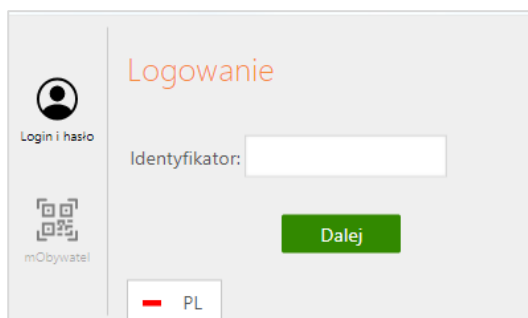 Logowanie
Login i hasło
Identyfikator:
Dalej
mObywatel
PL